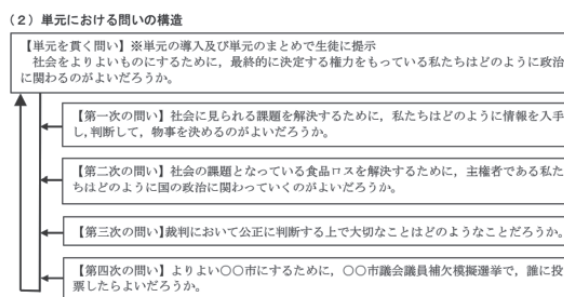 (2)単元における問いの構造
【単元を貫く問い】※単元の導入及び単元のまとめで生徒に提示
社会をよりよいものにするために,最終的に決定する権力をもっている私たちはどのように政治
に関わるのがよいだろうか。
【第一次の問い】社会に見られる課題を解決するために,私たちはどのように情報を入手
し,判断して,物事を決めるのがよいだろうか。
【第二次の問い】社会の課題となっている食品ロスを解決するために,主権者である私た
ちはどのように国の政治に関わっていくのがよいだろうか。
【第三次の問い】裁判において公正に判断する上で大切なことはどのようなことだろうか。
【第四次の問い】よりよい〇〇市にするために,〇〇市議会議員補欠模擬選挙で,誰に投
票したらよいだろうか。